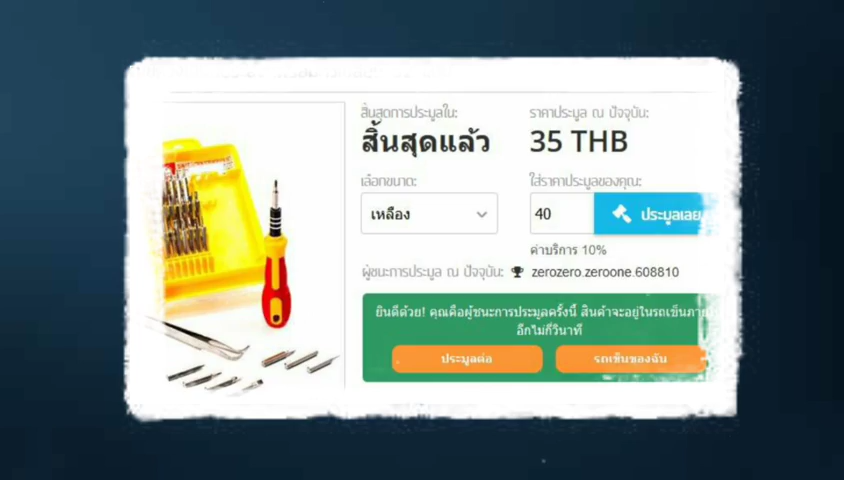 สิ้นสุดการประมูลใน:
สิ้นสุดแล้ว
ราคาประมูล ณ ปัจจุบัน:
35 THB
เลือกขนาด:
เหลือง
ใส่ราคาประมูลของคุณ:
40
ประมูลเลย
ค่าบริการ 10%
ผู้ชนะการประมูล ณ ปัจจุบัน: zerozero.zeroone.608810
ยินดีด้วย! คุณคือผู้ชนะการประมูลครั้งนี้ สินค้าจะอยู่ในรถเข็นภาย
อีกไม่กี่วินาที
ประมูลต่อ
รถเข็นของฉัน